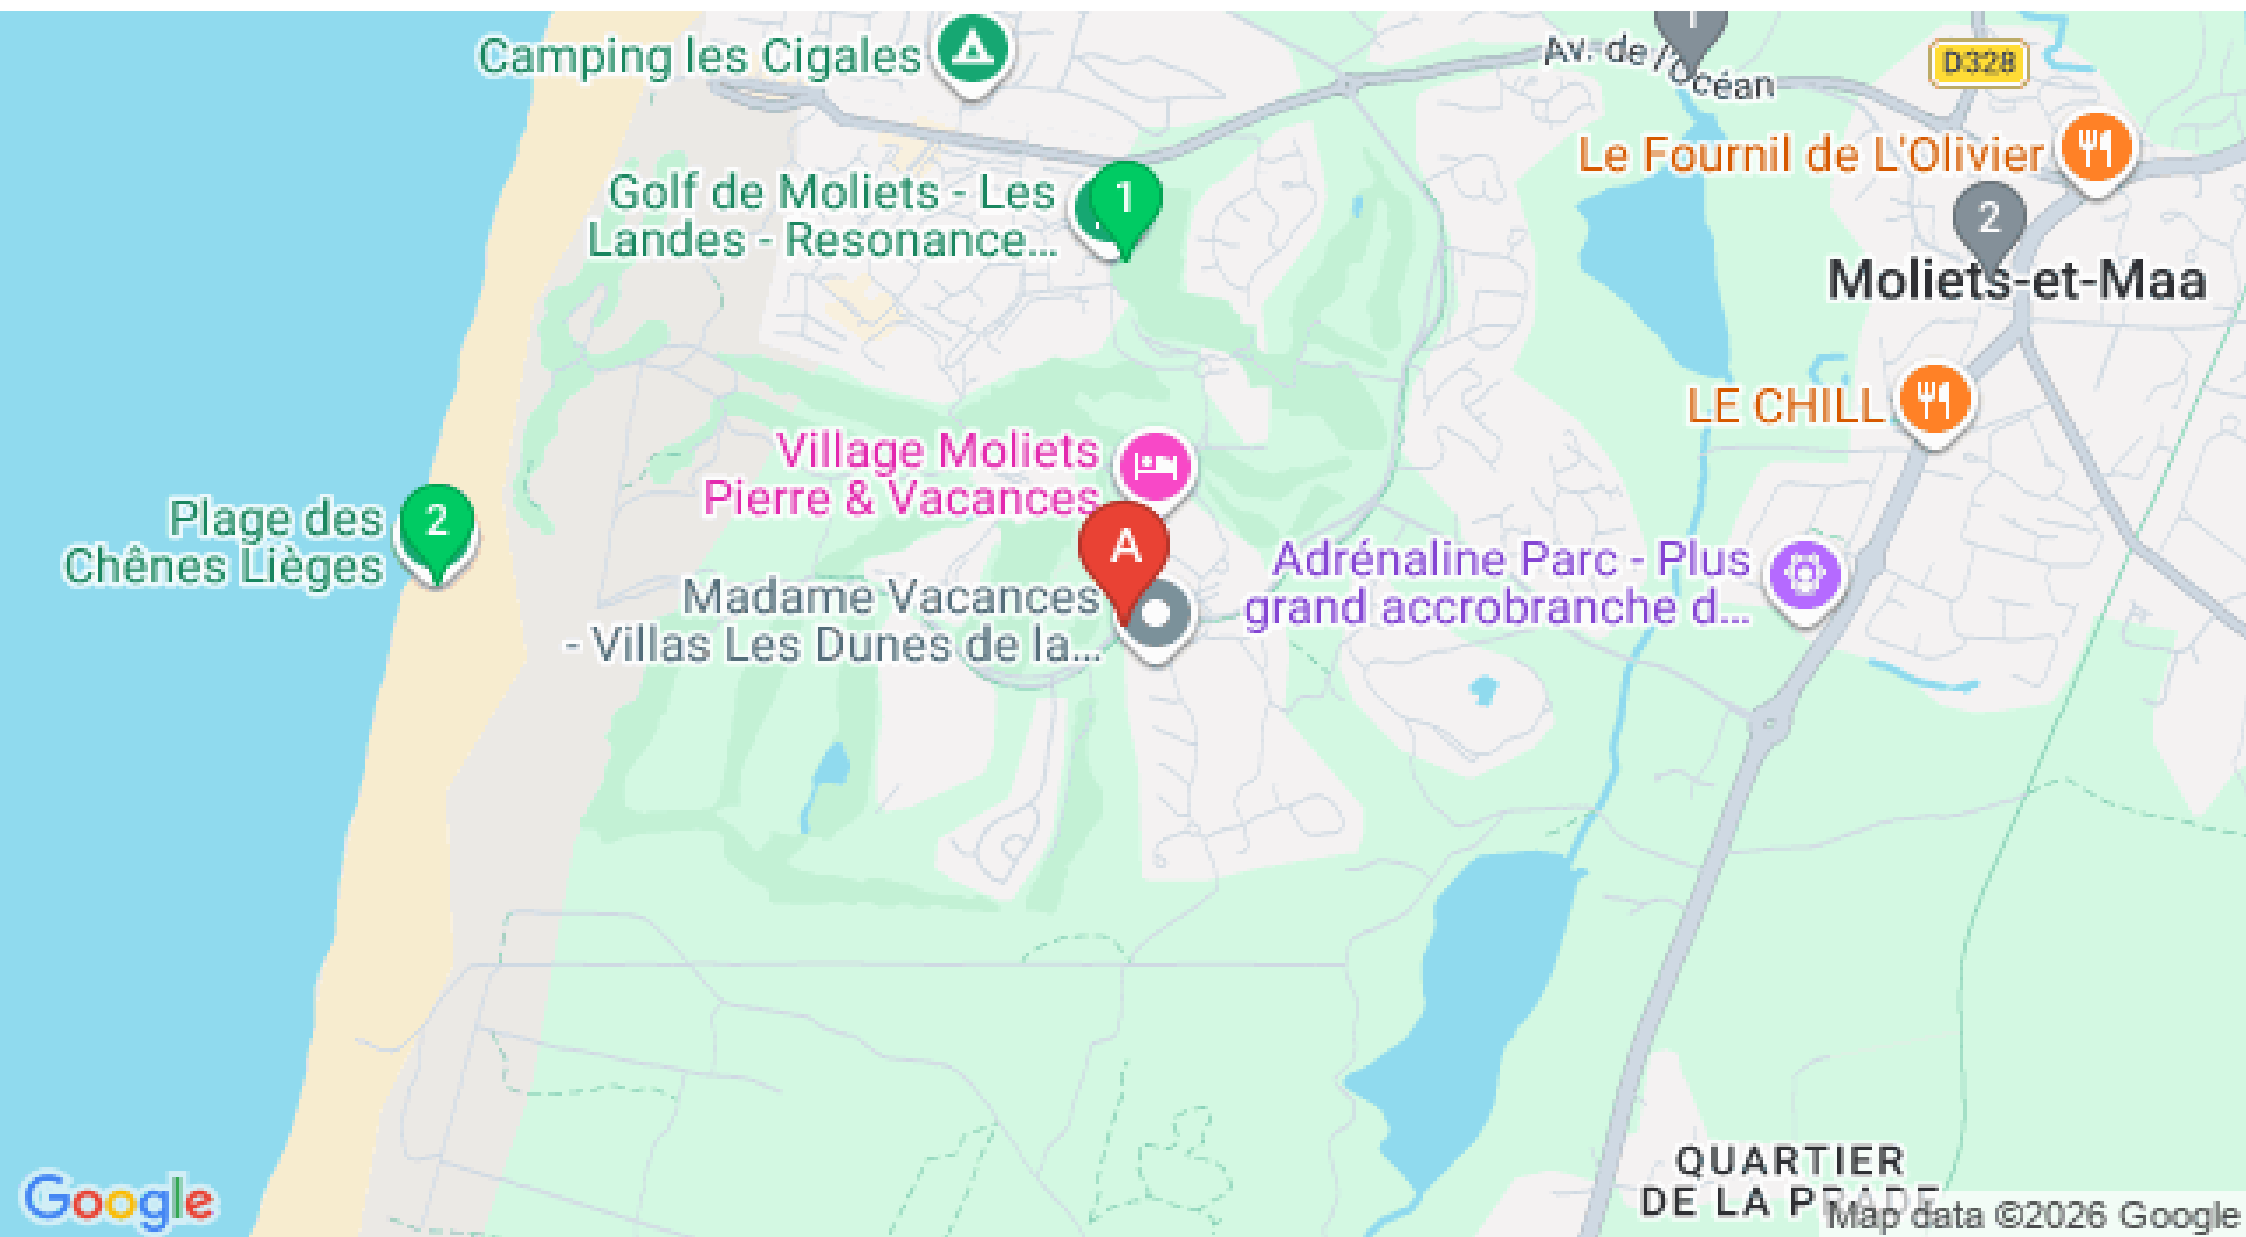 Camping les Cigales
1
Av. de l'Océan
D328
Le Fournil de L'Olivier
Golf de Moliets - Les
Landes - Resonance...
1
2
Moliets-et-Maa
LE CHILL
Village Moliets
Pierre & Vacances
Plage des
Chênes Lièges
2
A
Madame Vacances
- Villas Les Dunes de la...
Adrénaline Parc - Plus
grand accrobranche d...
QUARTIER
DE LA PRADE
Google
Map data ©2026 Google